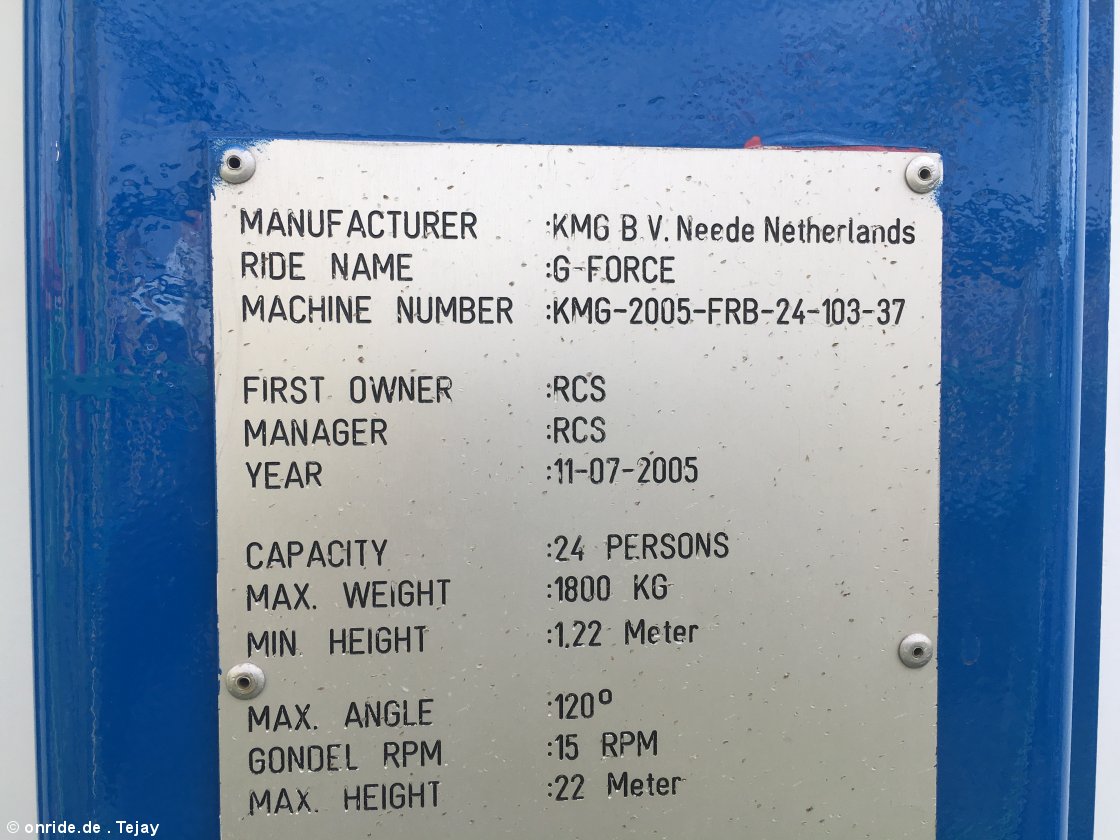 MANUFACTURER :KMG B.V. Neede Netherlands
RIDE NAME :G-FORCE
MACHINE NUMBER :KMG-2005-FRB-24-103-37
FIRST OWNER :RCS
MANAGER :RCS
YEAR :11-07-2005
CAPACITY :24 PERSONS
MAX. WEIGHT :1800 KG
MIN. HEIGHT :1.22 Meter
MAX. ANGLE :120°
GONDEL RPM :15 RPM
MAX. HEIGHT :22 Meter
© onride.de . Tejay